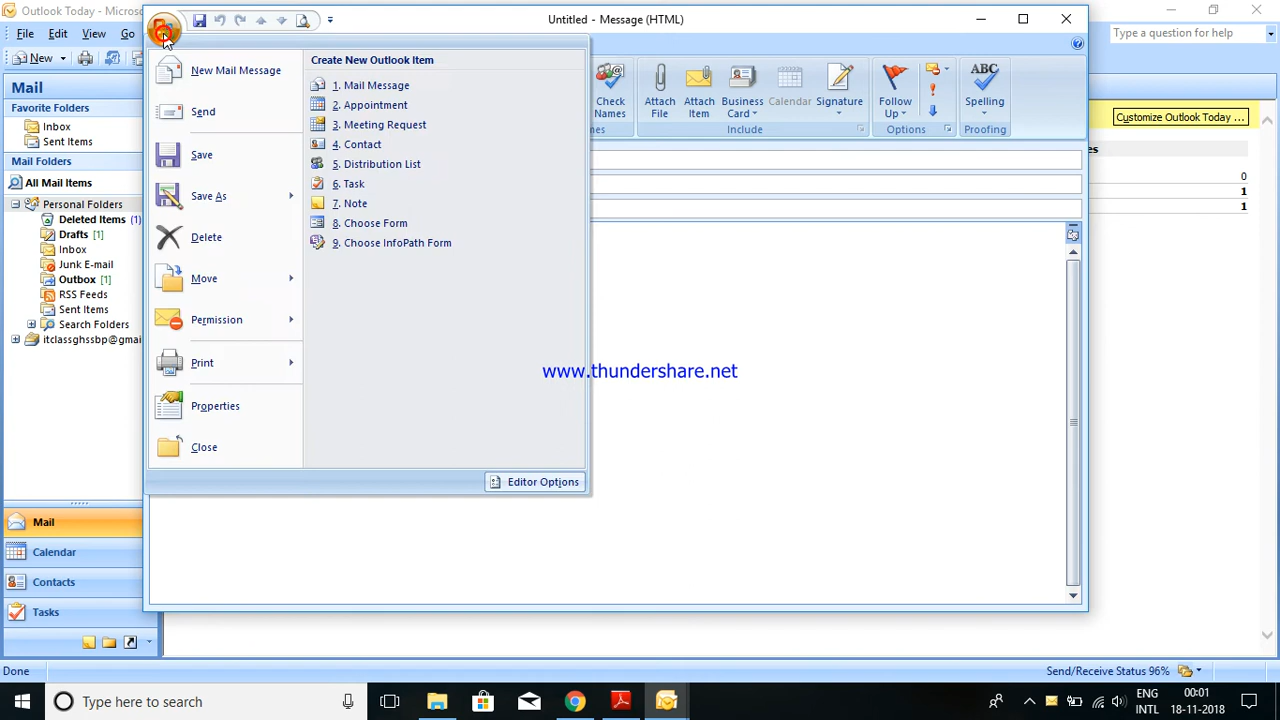 Outlook Today - Micros
Untitled - Message (HTML)
File Edit View Go
Type a question for help
New
Mail
Favorite Folders
Inbox
Sent Items
Mail Folders
All Mail Items
Personal Folders
Deleted Items (1)
Drafts [1]
Inbox
Junk E-mail
Outbox [1]
RSS Feeds
Sent Items
Search Folders
itclassghssbp@gmai
Mail
Calendar
Contacts
Tasks
New Mail Message
Send
Save
Save As
Delete
Move
Permission
Print
Properties
Close
Create New Outlook Item
1. Mail Message
2. Appointment
3. Meeting Request
4. Contact
5. Distribution List
6. Task
7. Note
8. Choose Form
9. Choose InfoPath Form
Editor Options
Check Names
Attach File
Attach Item
Business Card
Calendar
Signature
Follow Up
ABC
Spelling
mes
Include
Options
Proofing
Customize Outlook Today ...
es
0
1
1
www.thundershare.net
Done
Send/Receive Status 96%
Type here to search
ENG
INTL
00:01
18-11-2018